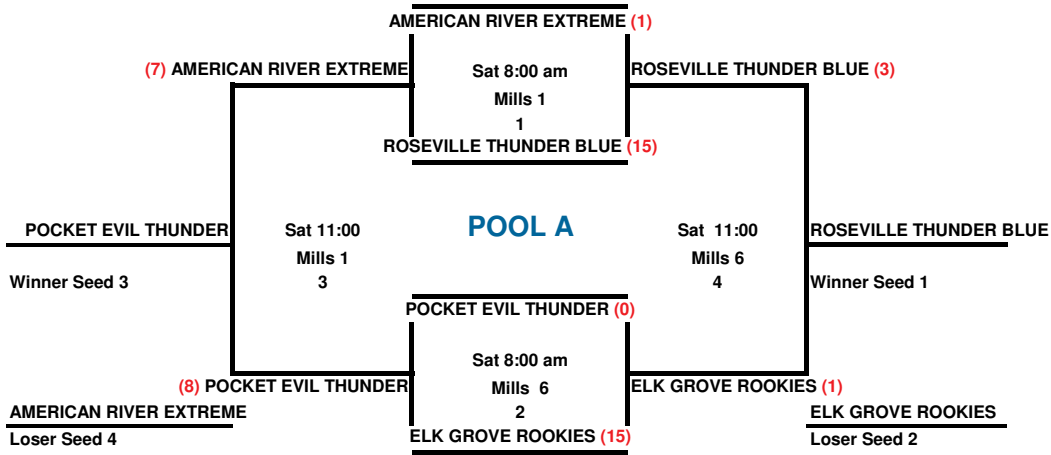 AMERICAN RIVER EXTREME (1)
(7) AMERICAN RIVER EXTREME
Sat 8:00 am
ROSEVILLE THUNDER BLUE (3)
Mills 1
1
ROSEVILLE THUNDER BLUE (15)
POCKET EVIL THUNDER
Sat 11:00
POOL A
Sat 11:00
ROSEVILLE THUNDER BLUE
Mills 1
Mills 6
Winner Seed 3
3
4
Winner Seed 1
POCKET EVIL THUNDER (0)
Sat 8:00 am
(8) POCKET EVIL THUNDER
Mills 6
ELK GROVE ROOKIES (1)
AMERICAN RIVER EXTREME
2
ELK GROVE ROOKIES
Loser Seed 4
ELK GROVE ROOKIES (15)
Loser Seed 2